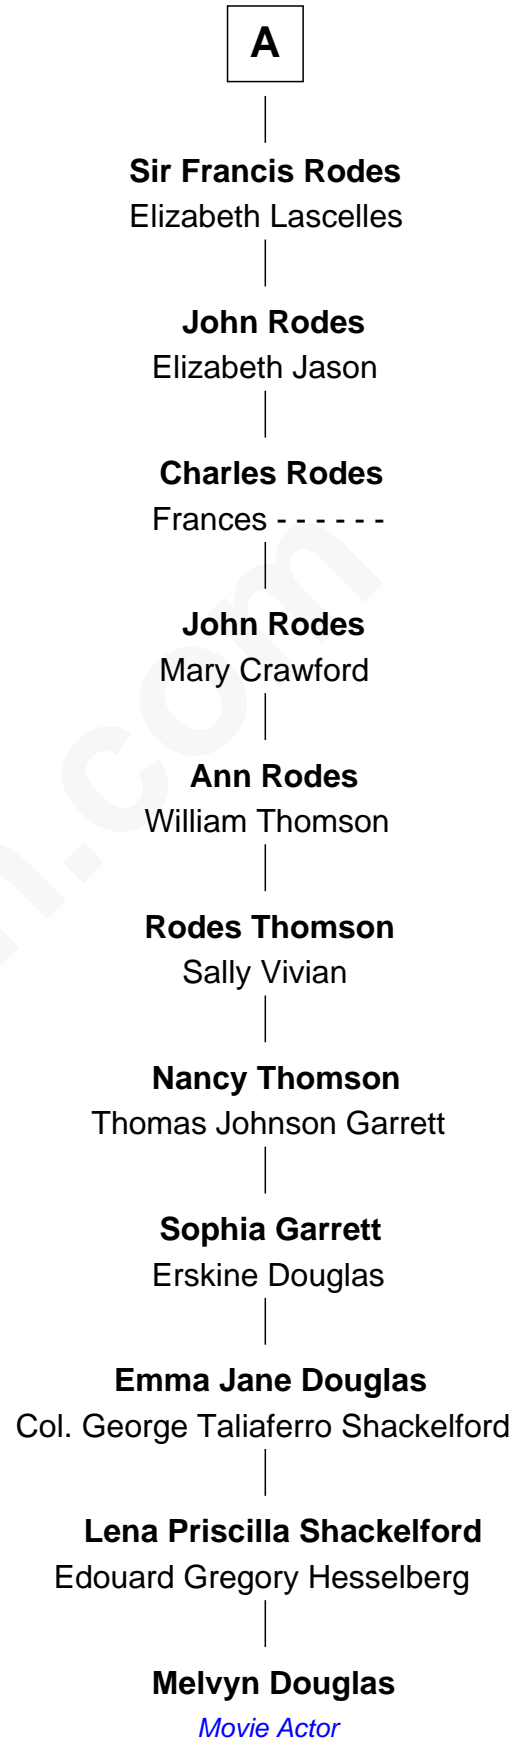 A
Sir Francis Rodes
Elizabeth Lascelles
John Rodes
Elizabeth Jason
Charles Rodes
Frances - - - - - -
John Rodes
Mary Crawford
Ann Rodes
William Thomson
Rodes Thomson
Sally Vivian
Nancy Thomson
Thomas Johnson Garrett
Sophia Garrett
Erskine Douglas
Emma Jane Douglas
Col. George Taliaferro Shackelford
Lena Priscilla Shackelford
Edouard Gregory Hesselberg
Melvyn Douglas
Movie Actor